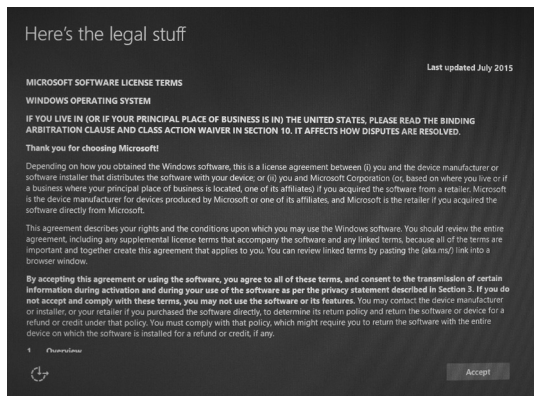 Here's the legal stuff
Last updated July 2015
MICROSOFT SOFTWARE LICENSE TERMS
WINDOWS OPERATING SYSTEM
IF YOU LIVE IN (OR IF YOUR PRINCIPAL PLACE OF BUSINESS IS IN) THE UNITED STATES, PLEASE READ THE BINDING
ARBITRATION CLAUSE AND CLASS ACTION WAIVER IN SECTION 10. IT AFFECTS HOW DISPUTES ARE RESOLVED.
Thank you for choosing Microsoft!
Depending on how you obtained the Windows software, this is a license agreement between (i) you and the device manufacturer or
software installer that distributes the software with your device; or (ii) you and Microsoft Corporation (or, based on where you live or if
a business where your principal place of business is located, one of its affiliates) if you acquired the software from a retailer. Microsoft
is the device manufacturer for devices produced by Microsoft or one of its affiliates, and Microsoft is the retailer if you acquired the
software directly from Microsoft.
This agreement describes your rights and the conditions upon which you may use the Windows software. You should review the entire
agreement, including any supplemental license terms that accompany the software and any linked terms, because all of the terms are
important and together create this agreement that applies to you. You can review linked terms by pasting the (aka.ms/) link into a
browser window.
By accepting this agreement or using the software, you agree to all of these terms, and consent to the transmission of certain
information during activation and during your use of the software as per the privacy statement described in Section 3. If you do
not accept and comply with these terms, you may not use the software or its features. You may contact the device manufacturer
or installer, or your retailer if you purchased the software directly, to determine its return policy and return the software or device for a
refund or credit under that policy. You must comply with that policy, which might require you to return the software with the entire
device on which the software is installed for a refund or credit, if any.
1 Overview
Accept